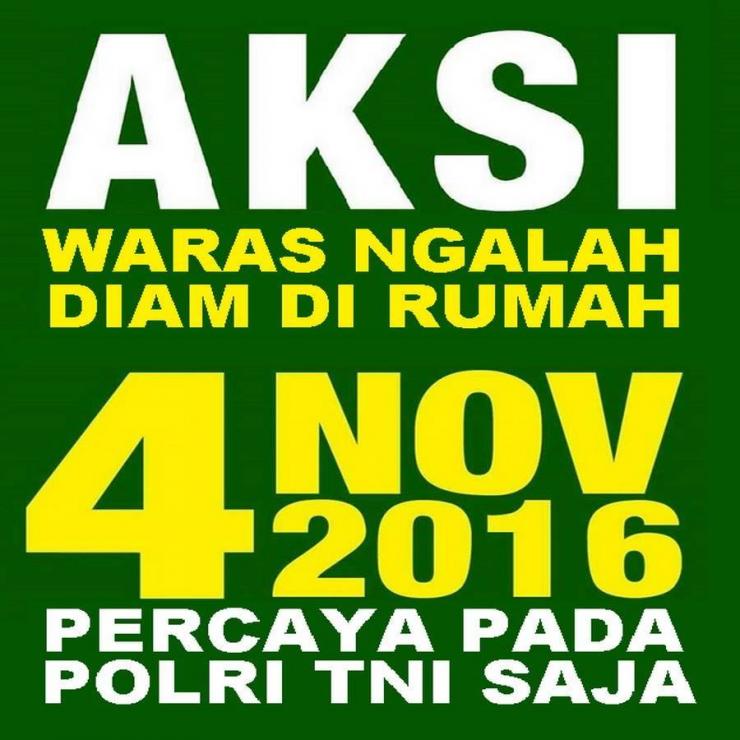 AKSI
WARAS NGALAH
DIAM DI RUMAH
4 NOV
2016
PERCAYA PADA
POLRI TNI SAJA